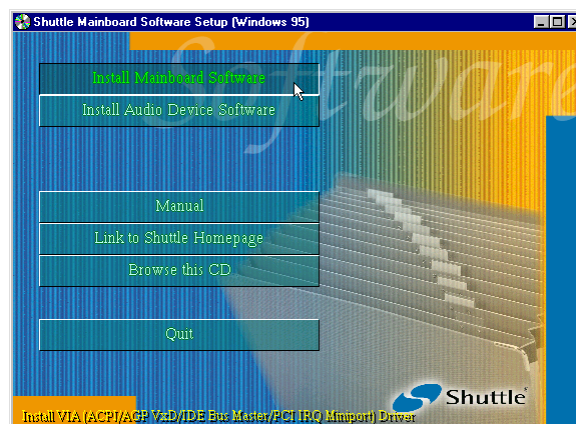 Shuttle Mainboard Software Setup (Windows 95)
Software
Install Mainboard Software
Install Audio Device Software
Manual
Link to Shuttle Homepage
Browse this CD
Quit
Shuttle
Install VIA (ACPI/AGP VxD/IDE Bus Master/PCI IRQ Miniport) Driver